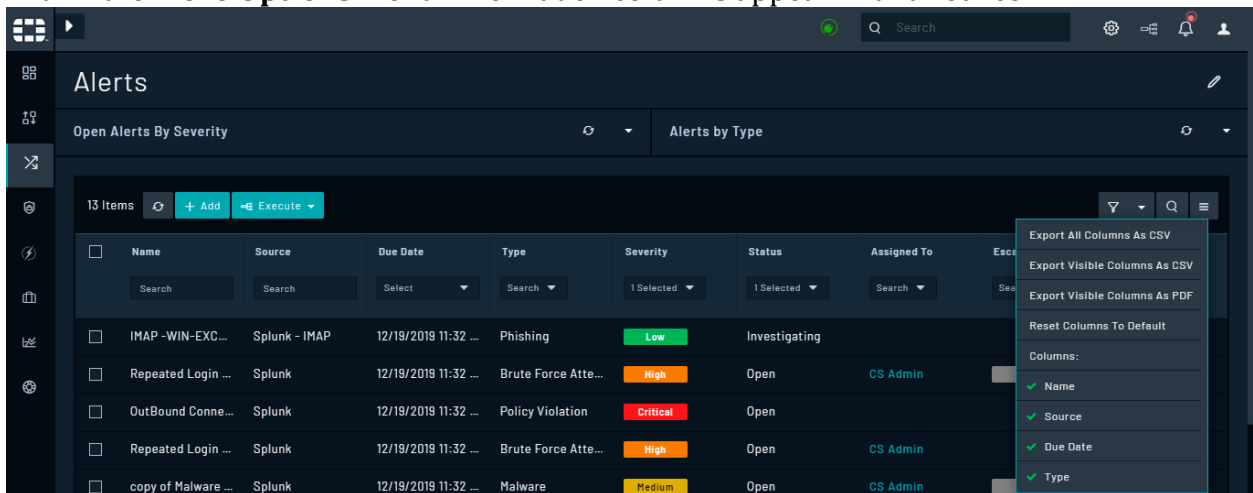 Search
Alerts
Open Alerts By Severity
Alerts by Type
13 Items + Add Execute
Export All Columns As CSV
Export Visible Columns As CSV
Export Visible Columns As PDF
Reset Columns To Default
Columns:
Name
Source
Due Date
Type
Name Source Due Date Type Severity Status Assigned To Esca
Search Search Select Search 1 Selected 1 Selected Search Sea
IMAP -WIN-EXC... Splunk - IMAP 12/19/2019 11:32 ... Phishing Low Investigating
Repeated Login ... Splunk 12/19/2019 11:32 ... Brute Force Atte... High Open CS Admin
OutBound Conne... Splunk 12/19/2019 11:32 ... Policy Violation Critical Open
Repeated Login ... Splunk 12/19/2019 11:32 ... Brute Force Atte... High Open CS Admin
copy of Malware ... Splunk 12/19/2019 11:32 ... Malware Medium Open CS Admin